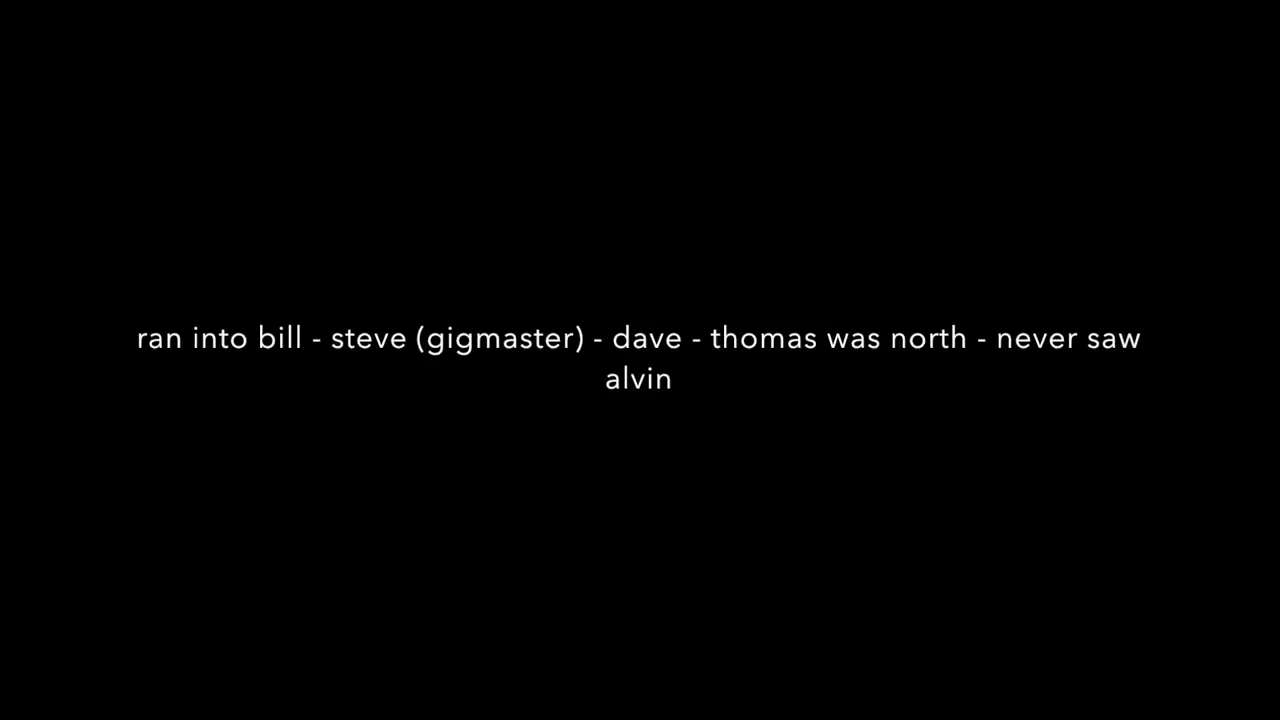 ran into bill - steve (gigmaster) - dave - thomas was north - never saw
alvin